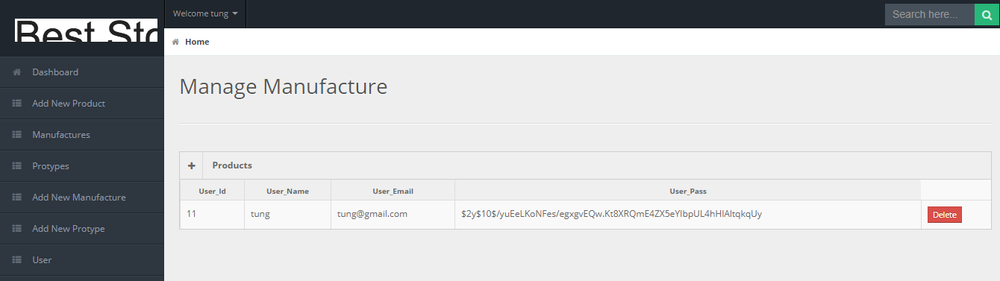 Welcome tung
Search here...
Best Sto
Home
Dashboard
Add New Product
Manufactures
Protypes
Add New Manufacture
Add New Protype
User
Manage Manufacture
Products
User_Id User_Name User_Email User_Pass
11 tung tung@gmail.com $2y$10$/yuEeLKoNFes/egxgvEQw.Kt8XRQmE4ZX5eYIbpUL4hHIAltqkqUy Delete